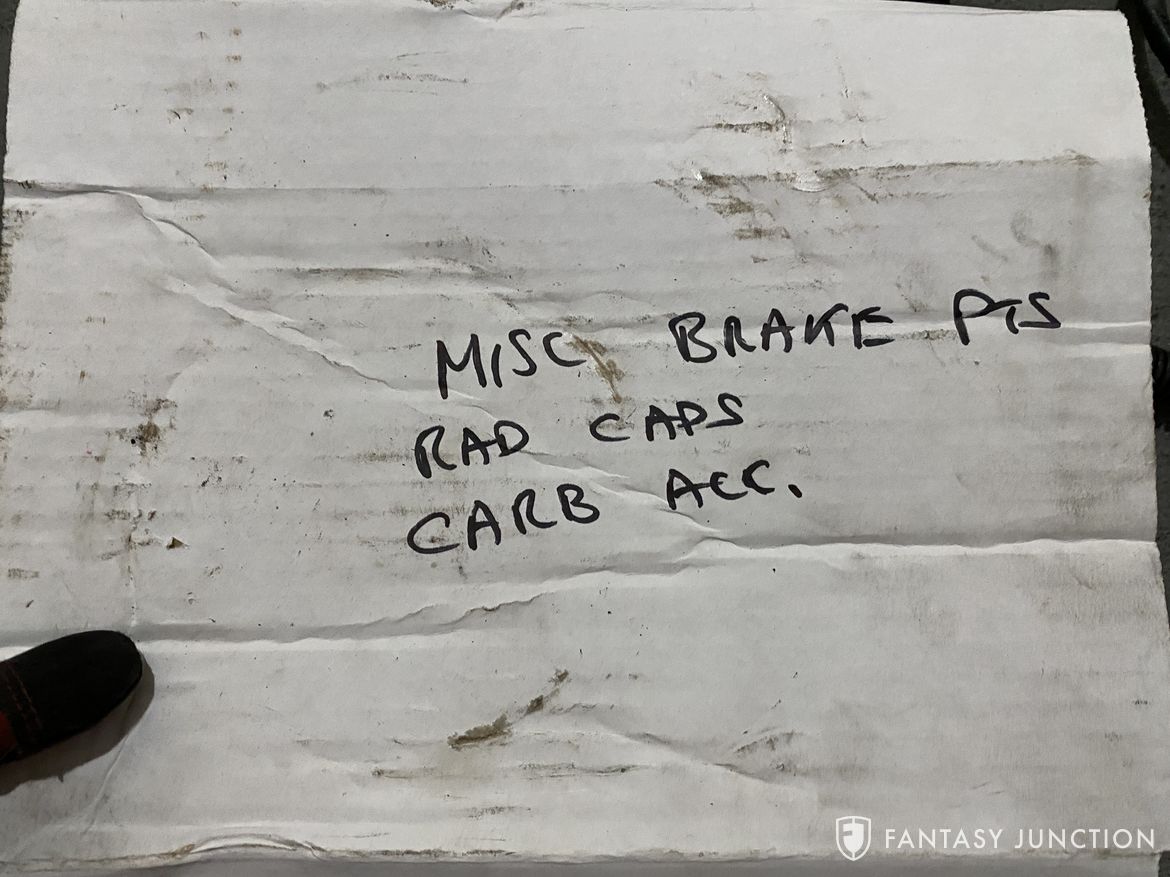 MISC BRAKE PTS
RAD CAPS
CARB ACC.
FANTASY JUNCTION